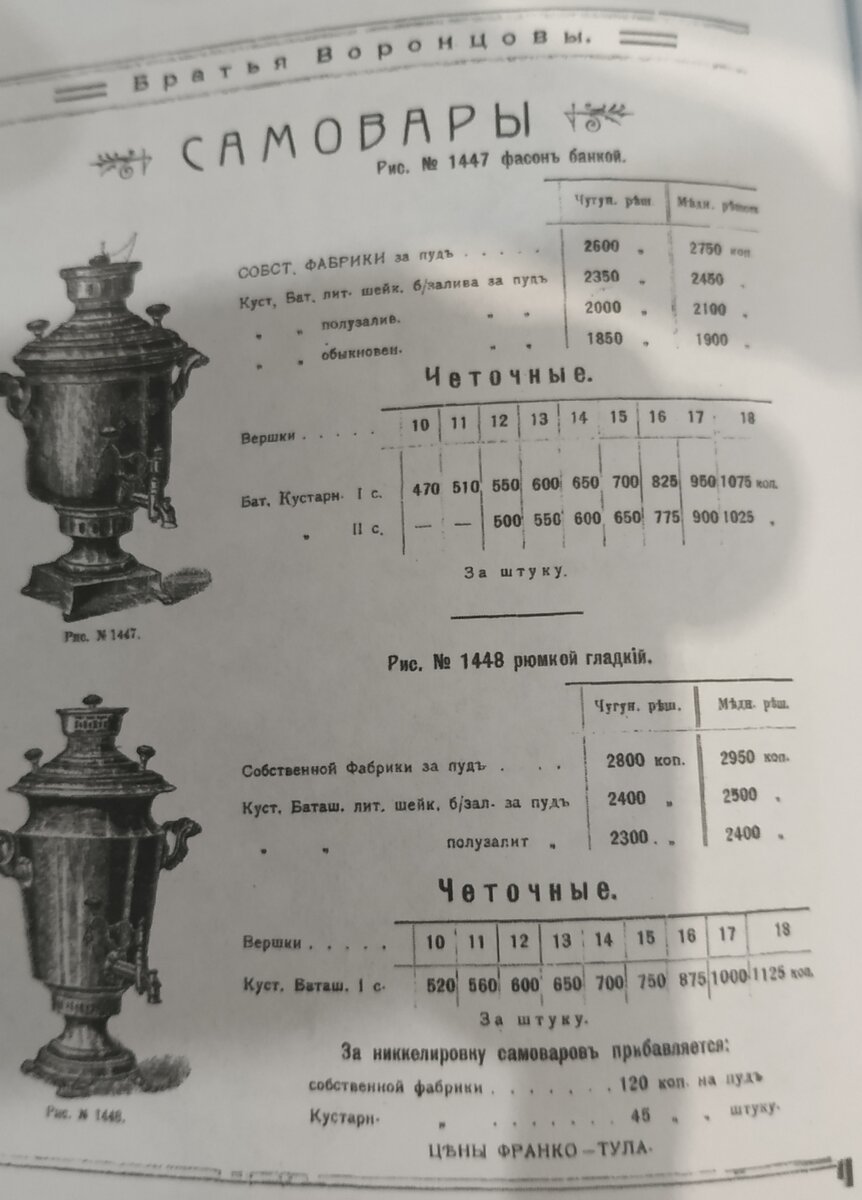 Братья Воронцовы.
САМОВАРЫ
Рис. № 1447 фасонъ банкой.
Чугун. рѣш. Мѣдн. рѣшет.
СОБСТ. ФАБРИКИ за пудъ . . . . . 2600 „ 2750 коп.
Куст. Бат. лит. шейк. б/залива за пудъ 2350 „ 2450 „
„ „ полузалив. „ „ 2000 „ 2100 „
„ „ обыкновен. „ „ 1850 „ 1900 „
Четочные.
Вершки . . . . . 10 11 12 13 14 15 16 17 18
Бат. Кустарн. I с. 470 510 550 600 650 700 825 950 1075 коп.
„ II с. — — 500 550 600 650 775 900 1025 „
За штуку.
Рис. № 1447.
Рис. № 1448 рюмкой гладкій.
Чугун. рѣш. Мѣдн. рѣш.
Собственной Фабрики за пудъ . . . 2800 коп. 2950 коп.
Куст. Баташ. лит. шейк. б/зал. за пудъ 2400 „ 2500 „
„ „ полузалит „ 2300 . „ 2400 „
Четочные.
Вершки . . . . . 10 11 12 13 14 15 16 17 18
Куст. Баташ. I с. 520 560 600 650 700 750 875 1000 1125 коп.
За штуку.
За никкелировку самоваровъ прибавляется:
собственной фабрики . . . . . . . 120 коп. на пудъ
Кустарн. „ . . . . . . . 45 „ „ штуку.
Рис. № 1448.
ЦѢНЫ ФРАНКО – ТУЛА.